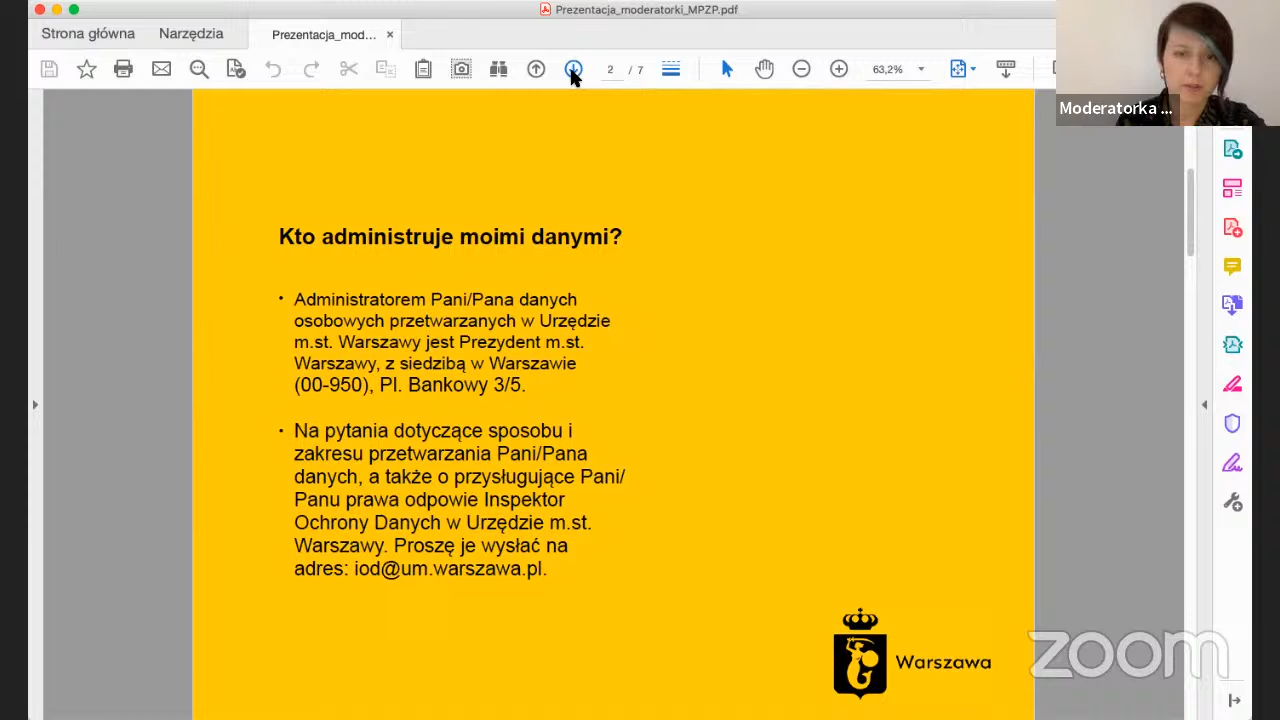 Prezentacja_moderatorki_MPZP.pdf
Strona główna
Narzędzia
Prezentacja_mod...
2 / 7
63,2%
Moderatorka ...
Kto administruje moimi danymi?
• Administratorem Pani/Pana danych
osobowych przetwarzanych w Urzędzie
m.st. Warszawy jest Prezydent m.st.
Warszawy, z siedzibą w Warszawie
(00-950), Pl. Bankowy 3/5.
• Na pytania dotyczące sposobu i
zakresu przetwarzania Pani/Pana
danych, a także o przysługujące Pani/
Panu prawa odpowie Inspektor
Ochrony Danych w Urzędzie m.st.
Warszawy. Proszę je wysłać na
adres: iod@um.warszawa.pl.
Warszawa
zoom